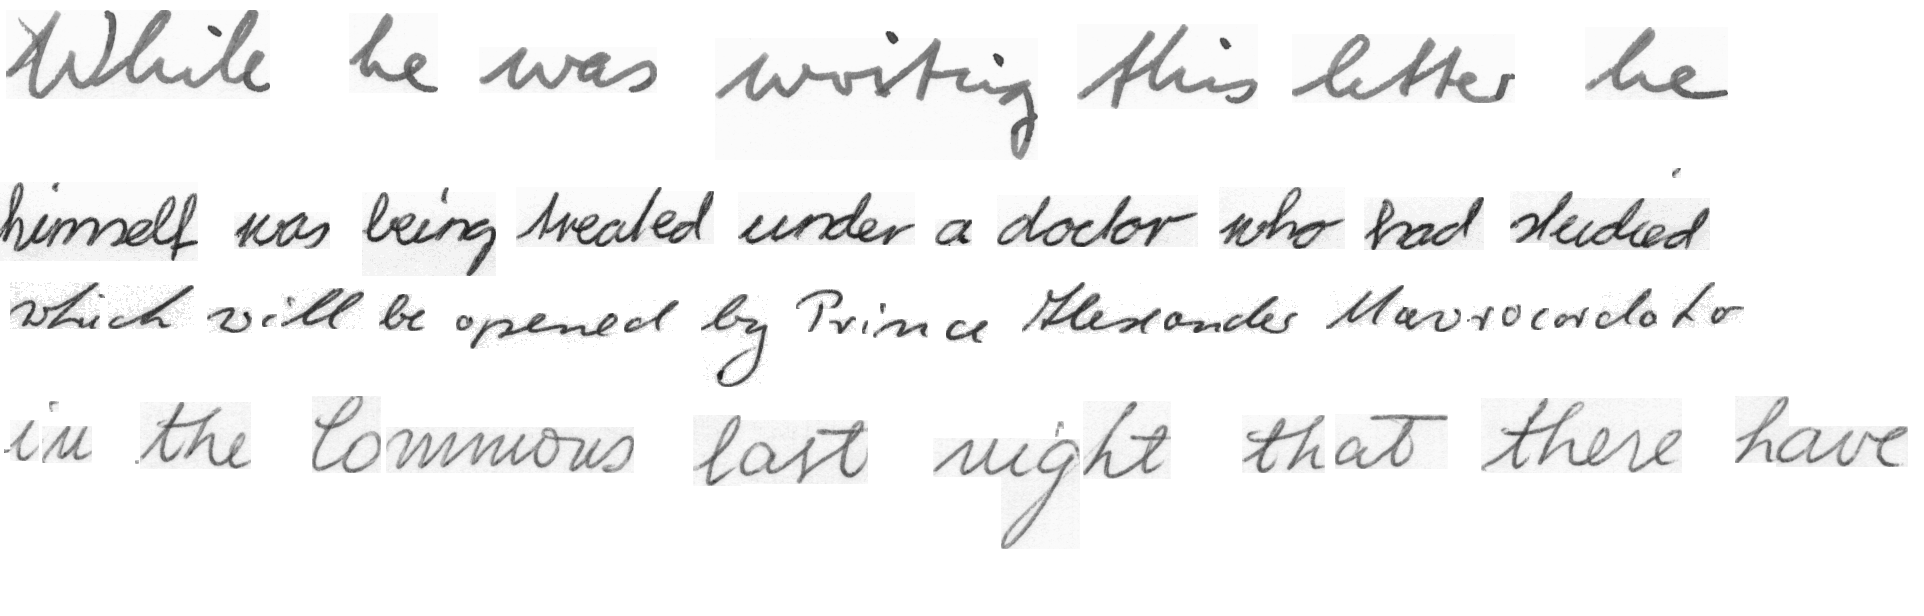 While he was writing this letter he
himself was being treated under a doctor who had studied
which will be opened by Prince Alexander Mavrocordato
in the Commons last night that there have